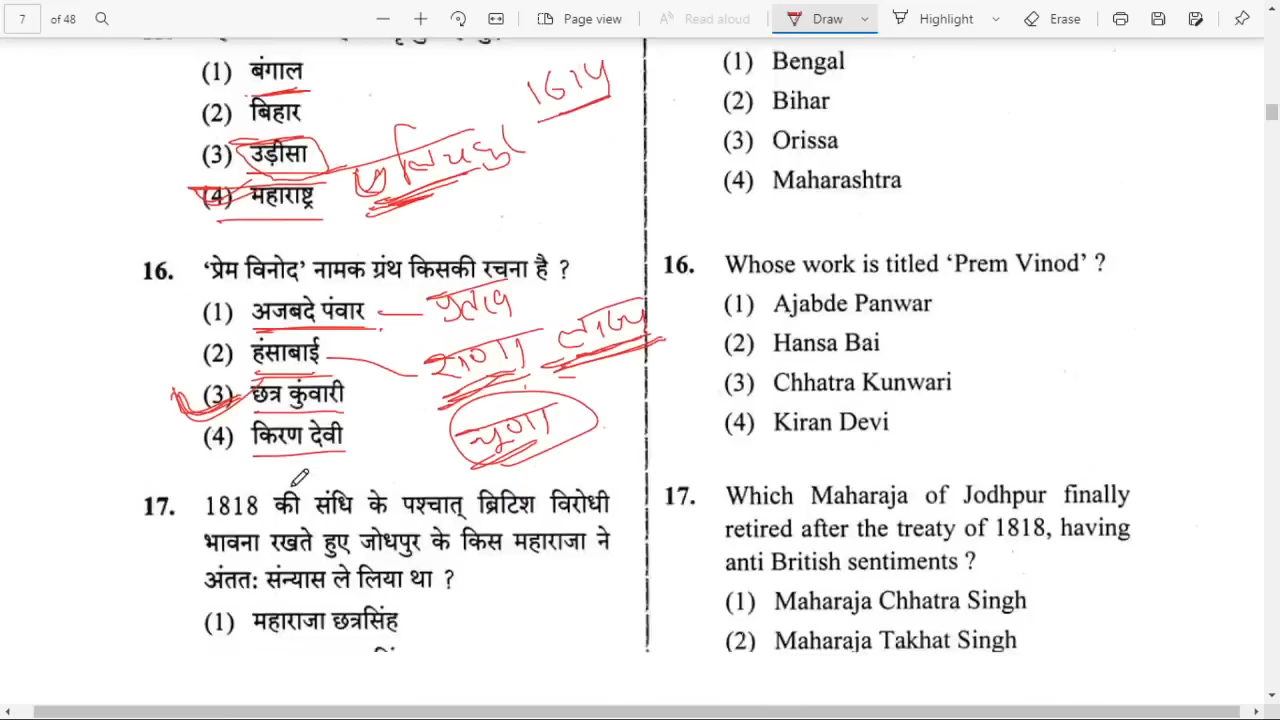 7 of 48 Page view Read aloud Draw Highlight Erase
(1) बंगाल
(2) बिहार
(3) उड़ीसा
(4) महाराष्ट्र
16. ‘प्रेम विनोद’ नामक ग्रंथ किसकी रचना है ?
(1) अजबदे पंवार
(2) हंसाबाई
(3) छत्र कुंवारी
(4) किरण देवी
17. 1818 की संधि के पश्चात् ब्रिटिश विरोधी
भावना रखते हुए जोधपुर के किस महाराजा ने
अंततः संन्यास ले लिया था ?
(1) महाराजा छत्रसिंह
(1) Bengal
(2) Bihar
(3) Orissa
(4) Maharashtra
16. Whose work is titled ‘Prem Vinod’ ?
(1) Ajabde Panwar
(2) Hansa Bai
(3) Chhatra Kunwari
(4) Kiran Devi
17. Which Maharaja of Jodhpur finally
retired after the treaty of 1818, having
anti British sentiments ?
(1) Maharaja Chhatra Singh
(2) Maharaja Takhat Singh